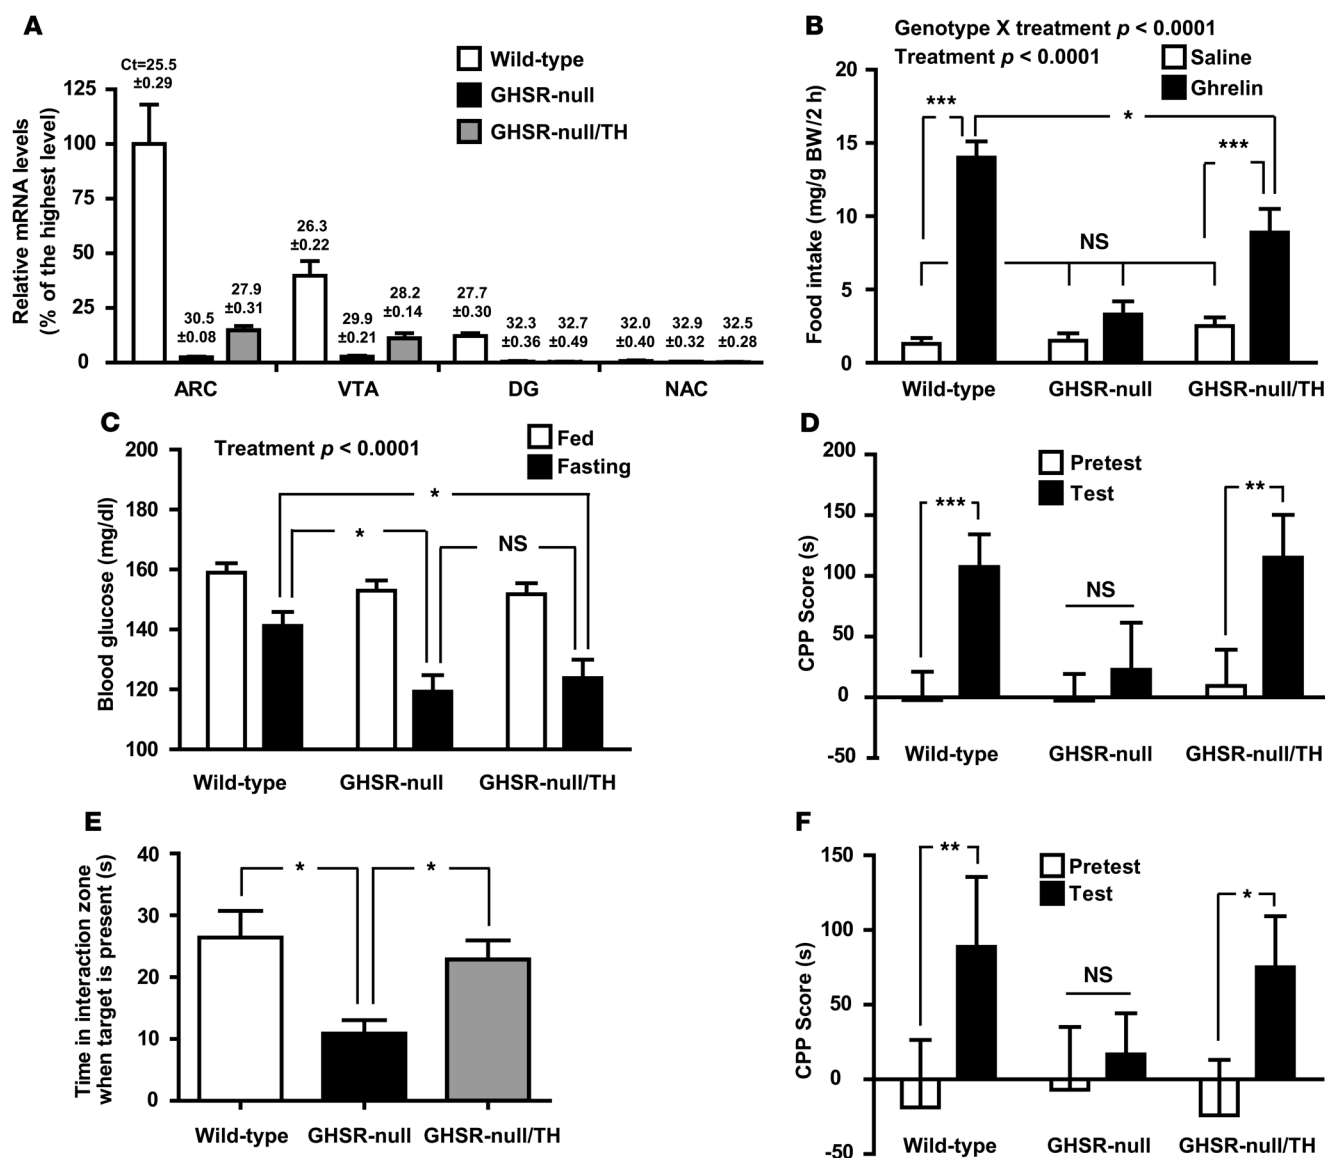 A
Relative mRNA levels
(% of the highest level)
125
100
75
50
25
0
Wild-type
GHSR-null
GHSR-null/TH
Ct=25.5
±0.29
30.5
±0.08
27.9
±0.31
26.3
±0.22
29.9
±0.21
28.2
±0.14
27.7
±0.30
32.3
±0.36
32.7
±0.49
32.0
±0.40
32.9
±0.32
32.5
±0.28
ARC
VTA
DG
NAC
B
Genotype X treatment p < 0.0001
Treatment p < 0.0001
Saline
Ghrelin
Food intake (mg/g BW/2 h)
20
15
10
5
0
***
*
***
NS
Wild-type
GHSR-null
GHSR-null/TH
C
Treatment p < 0.0001
Fed
Fasting
Blood glucose (mg/dl)
200
180
160
140
120
100
*
*
NS
Wild-type
GHSR-null
GHSR-null/TH
D
Pretest
Test
CPP Score (s)
200
150
100
50
0
-50
***
NS
**
Wild-type
GHSR-null
GHSR-null/TH
E
Time in interaction zone
when target is present (s)
40
30
20
10
0
*
*
Wild-type
GHSR-null
GHSR-null/TH
F
Pretest
Test
CPP Score (s)
150
100
50
0
-50
**
NS
*
Wild-type
GHSR-null
GHSR-null/TH